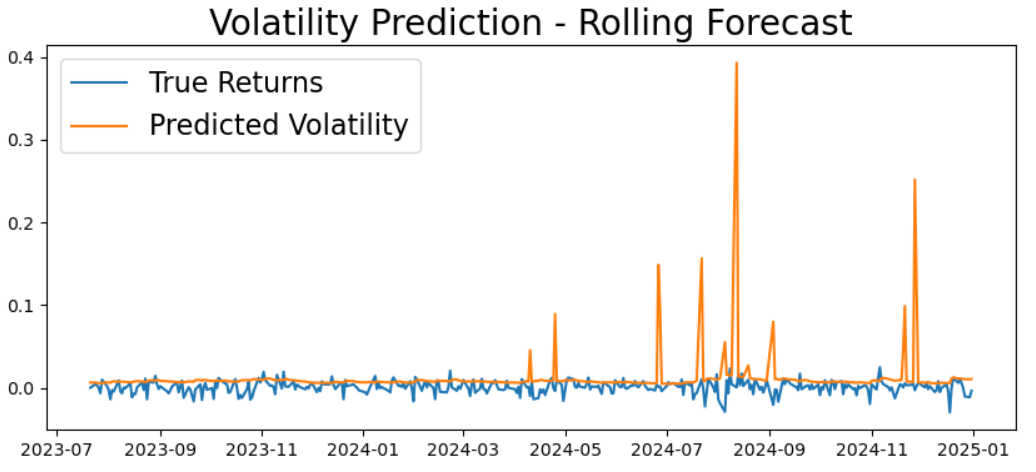 Volatility Prediction - Rolling Forecast
True Returns
Predicted Volatility
0.4
0.3
0.2
0.1
0.0
2023-07 2023-09 2023-11 2024-01 2024-03 2024-05 2024-07 2024-09 2024-11 2025-01